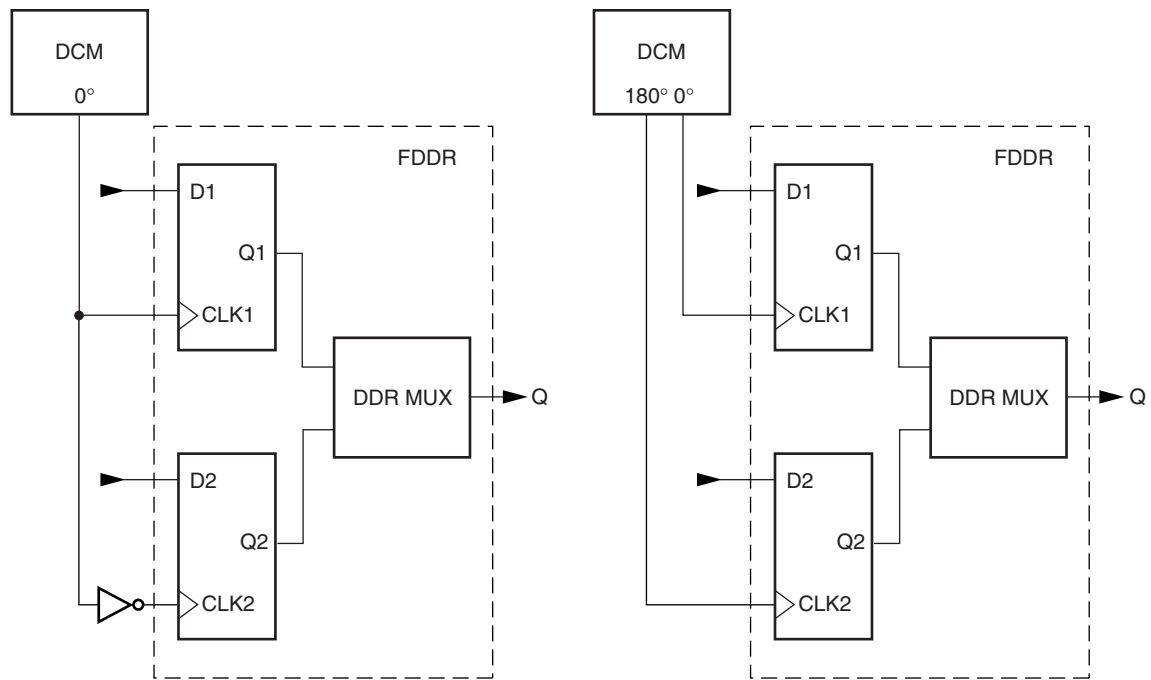 DCM
0°
FDDR
D1
Q1
CLK1
DDR MUX
Q
D2
Q2
CLK2
DCM
180° 0°
FDDR
D1
Q1
CLK1
DDR MUX
Q
D2
Q2
CLK2